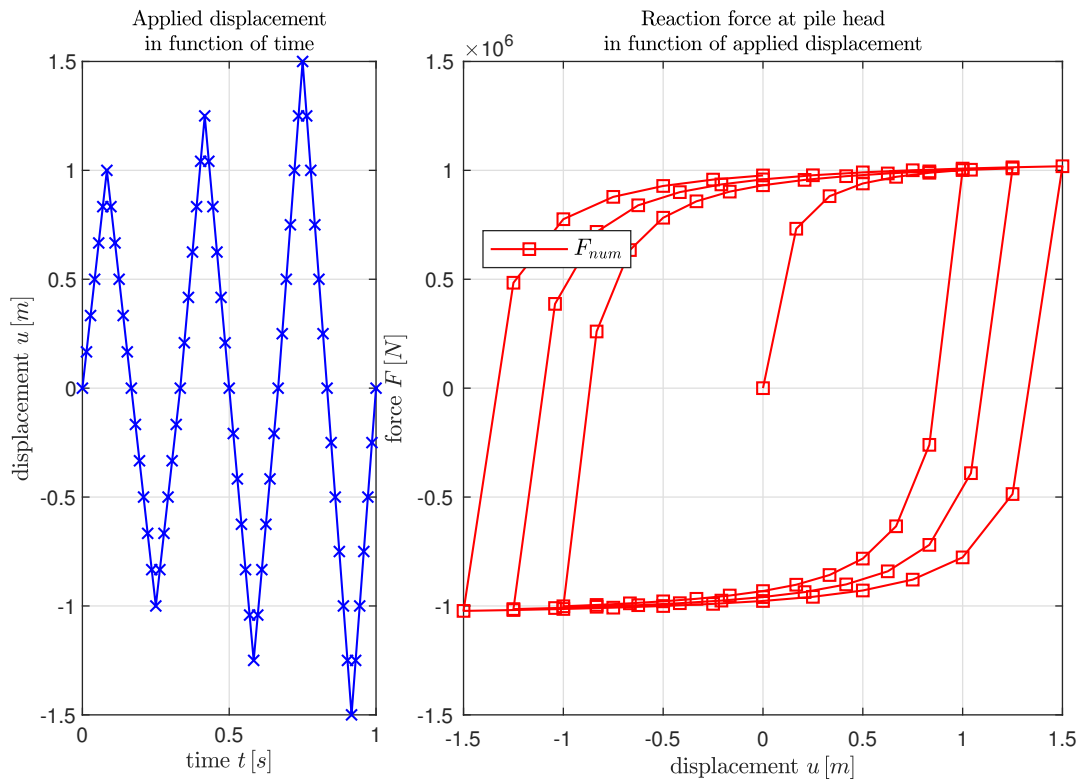 Applied displacement
in function of time
1.5
1
0.5
0
-0.5
-1
-1.5
0
0.5
1
displacement u [m]
time t [s]
Reaction force at pile head
in function of applied displacement
×10^6
1.5
1
0.5
0
-0.5
-1
-1.5
-1.5
-1
-0.5
0
0.5
1
1.5
force F [N]
displacement u [m]
F_num